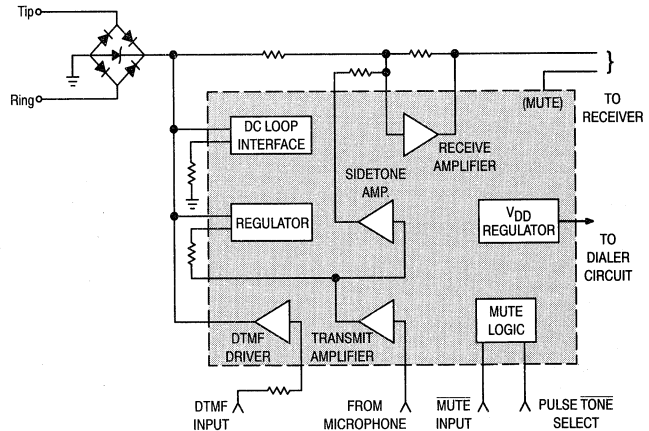 Tip
Ring
(MUTE)
TO
RECEIVER
DC LOOP
INTERFACE
RECEIVE
AMPLIFIER
SIDETONE
AMP.
REGULATOR
VDD
REGULATOR
TO
DIALER
CIRCUIT
MUTE
LOGIC
DTMF
DRIVER
TRANSMIT
AMPLIFIER
DTMF
INPUT
FROM
MICROPHONE
MUTE
INPUT
PULSE TONE
SELECT